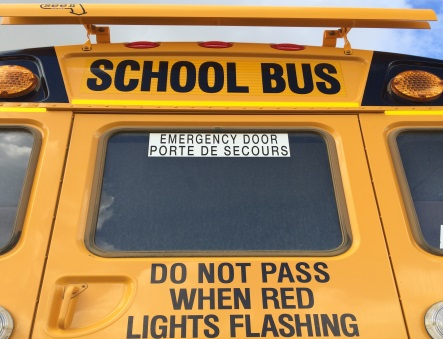 SCHOOL BUS
EMERGENCY DOOR
PORTE DE SECOURS
DO NOT PASS
WHEN RED
LIGHTS FLASHING